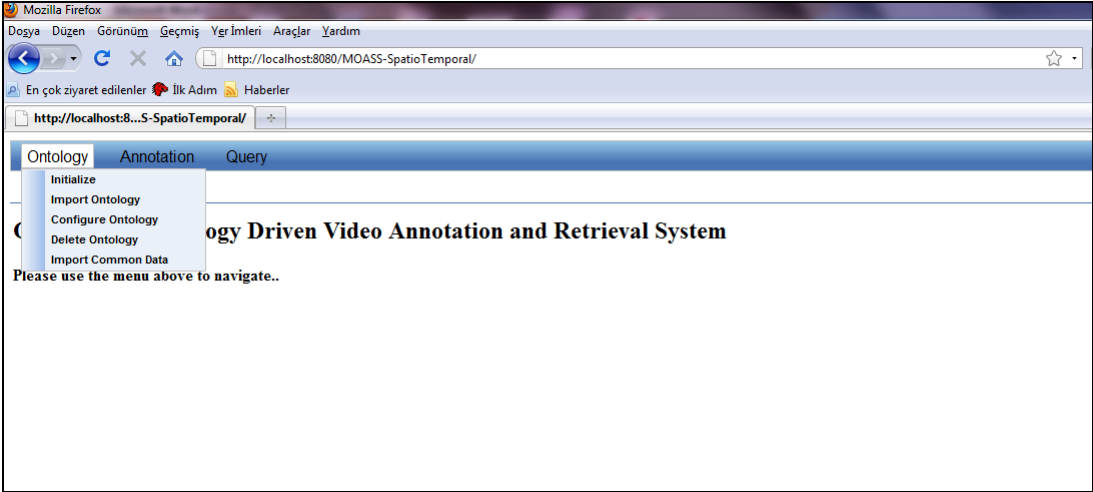 Mozilla Firefox
Dosya Düzen Görünüm Geçmiş Yer İmleri Araçlar Yardım
http://localhost:8080/MOASS-SpatioTemporal/
En çok ziyaret edilenler İlk Adım Haberler
http://localhost:8...S-SpatioTemporal/
Ontology Annotation Query
Initialize
Import Ontology
Configure Ontology
ogy Driven Video Annotation and Retrieval System
Delete Ontology
Import Common Data
Please use the menu above to navigate..